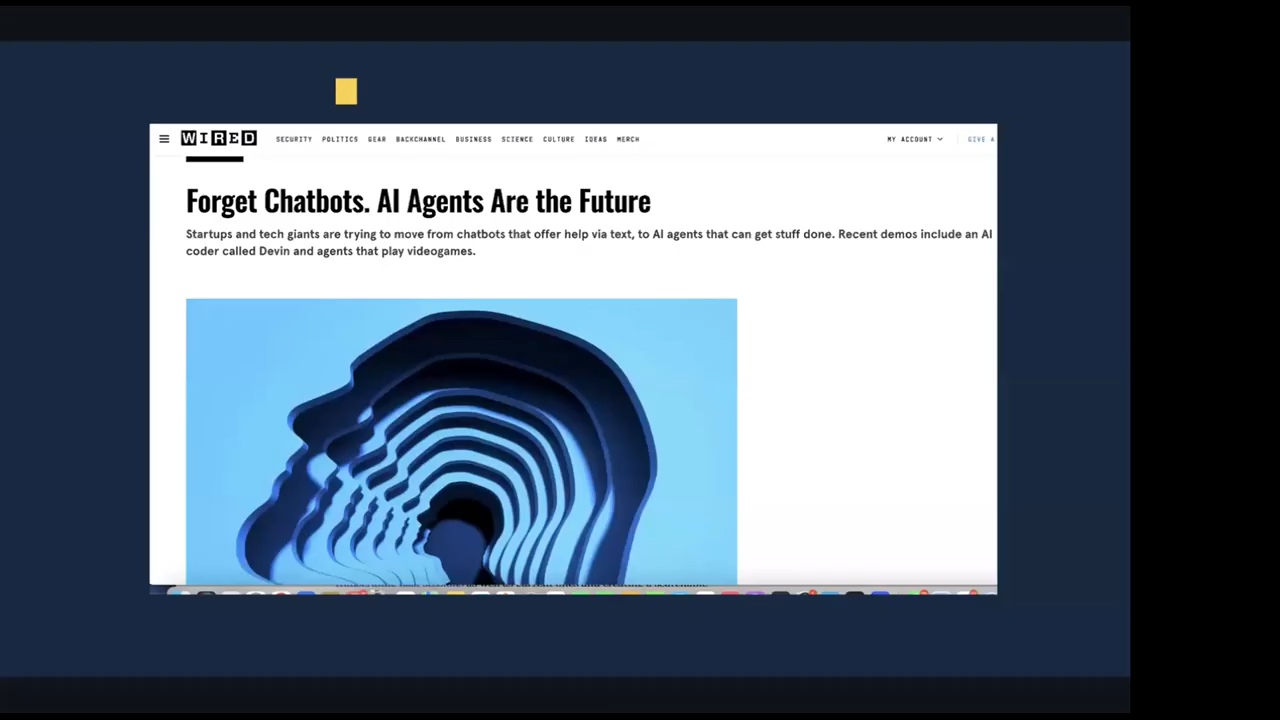 WIRED SECURITY POLITICS GEAR BACKCHANNEL BUSINESS SCIENCE CULTURE IDEAS MERCH MY ACCOUNT GIVE A
Forget Chatbots. AI Agents Are the Future
Startups and tech giants are trying to move from chatbots that offer help via text, to AI agents that can get stuff done. Recent demos include an AI
coder called Devin and agents that play videogames.